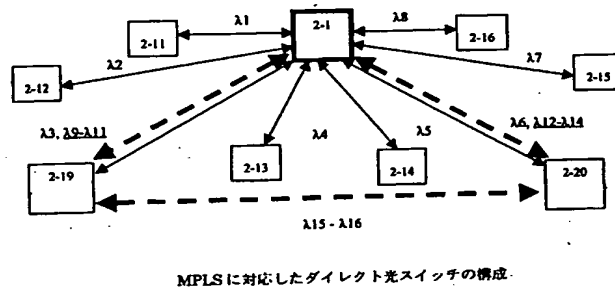 λ1
2-1
λ8
2-11
2-16
λ2
λ7
2-12
2-15
λ3, λ9-λ11
λ4
λ5
λ6, λ12-λ14
2-13
2-14
2-19
2-20
λ15 - λ16
MPLSに対応したダイレクト光スイッチの構成